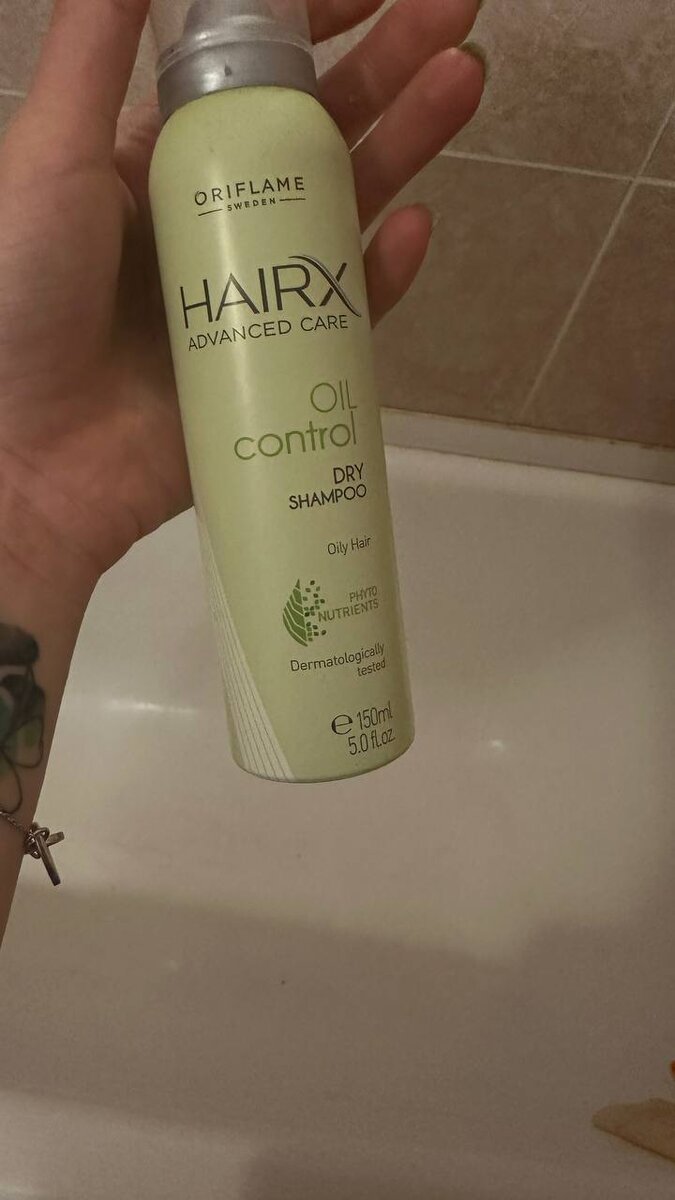 ORIFLAME
SWEDEN
HAIRX
ADVANCED CARE
OIL
control
DRY
SHAMPOO
Oily Hair
PHYTO
NUTRIENTS
Dermatologically
tested
℮ 150ml
5.0 fl.oz